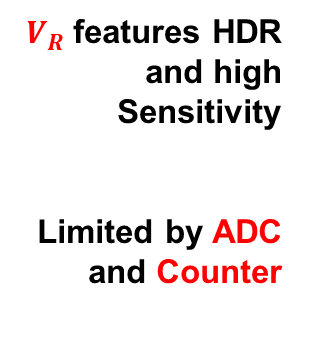 V_R features HDR
and high
Sensitivity
Limited by ADC
and Counter